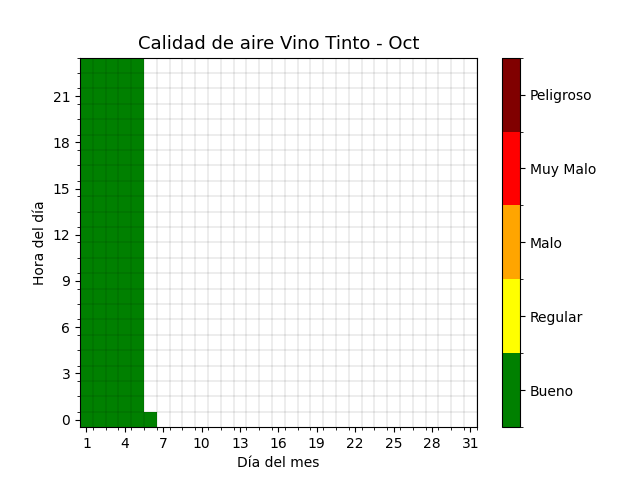 Calidad de aire Vino Tinto - Oct
Hora del día
21
18
15
12
9
6
3
0
1 4 7 10 13 16 19 22 25 28 31
Día del mes
Peligroso
Muy Malo
Malo
Regular
Bueno